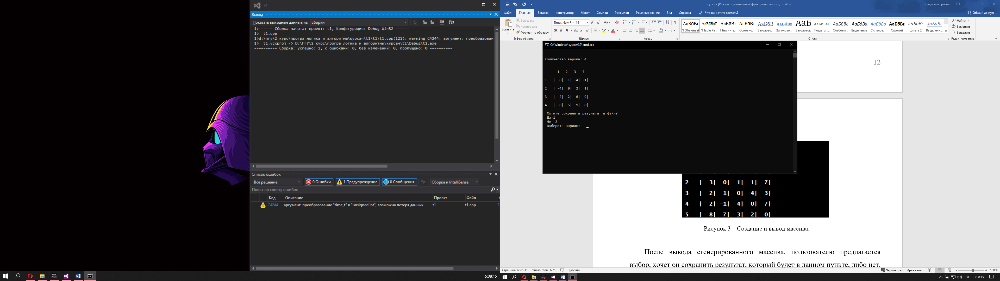 t1
Вывод
Показать выходные данные из: сборки
1>------ Сборка начата: проект: t1, Конфигурация: Debug Win32 ------
1>  t1.cpp
1>d:\пгу\2 курс\програ логика и алгоритмы\курсач\t1\t1\t1.cpp(121): warning C4244: аргумент: преобразовани
1>  t1.vcxproj -> D:\ПГУ\2 курс\програ логика и алгоритмы\курсач\t1\Debug\t1.exe
========== Сборка: успешно: 1, с ошибками: 0, без изменений: 0, пропущено: 0 ==========
Список ошибок
Все решение 0 Ошибки 1 Предупреждение 0 Сообщения Сборка и IntelliSense
Поиск по списку ошибок
Код Описание Проект Файл
C4244 аргумент: преобразование "time_t" в "unsigned int", возможна потеря данных t1 t1.cpp 1
5:08:15
курсач [Режим ограниченной функциональности] - Word
Владислав Грозов
Файл Главная Вставка Конструктор Макет Ссылки Рассылки Рецензирование Вид Справка Что вы хотите сделать? Общий доступ
Вставить
Вырезать
Копировать
Формат по образцу
Буфер обмена
Times New R 14
Ж К Ч abc x₂ x²
Шрифт
Абзац
АаБбВı АаБбВвГ АаБбВı АаБбВı АаБбВ АаБбВв АаБ АаБбВвГ АаБбВв АаБбВв АаБбВв АаБбВв АаБбВв АаБбВв
¶ Обычный ¶ Table Pa... ¶ Без инте... Основно... Заголово... Заголово... Заголовок Подзагол... Слабое в... Выделение Сильное... Строгий Цитата 2 Выделенн...
Стили
Найти
Заменить
Выделить
Редактирование
12
C:\Windows\system32\cmd.exe
Количество вершин: 4
1   2   3   4
1   |  0|  1| -4| -1|
2   | -4|  0|  2|  1|
3   |  2|  2|  0|  9|
4   |  0| -5|  9|  0|
Хотите сохранить результат в файл?
Да-1
Нет-2
Выберите вариант -
2   |  3|  0|  1|  1|  7|
3   |  2|  1|  0|  4|  3|
4   |  2| -1|  4|  0|  7|
5   |  8|  7|  3|  2|  0|
Рисунок 3 – Создание и вывод массива.
После вывода сгенерированного массива, пользователю предлагается
выбор, хочет он сохранить результат, который будет в данном пункте, либо нет.
Страница 12 из 36 Число слов: 3775 русский Параметры отображения 150 %
РУС 5:08:15